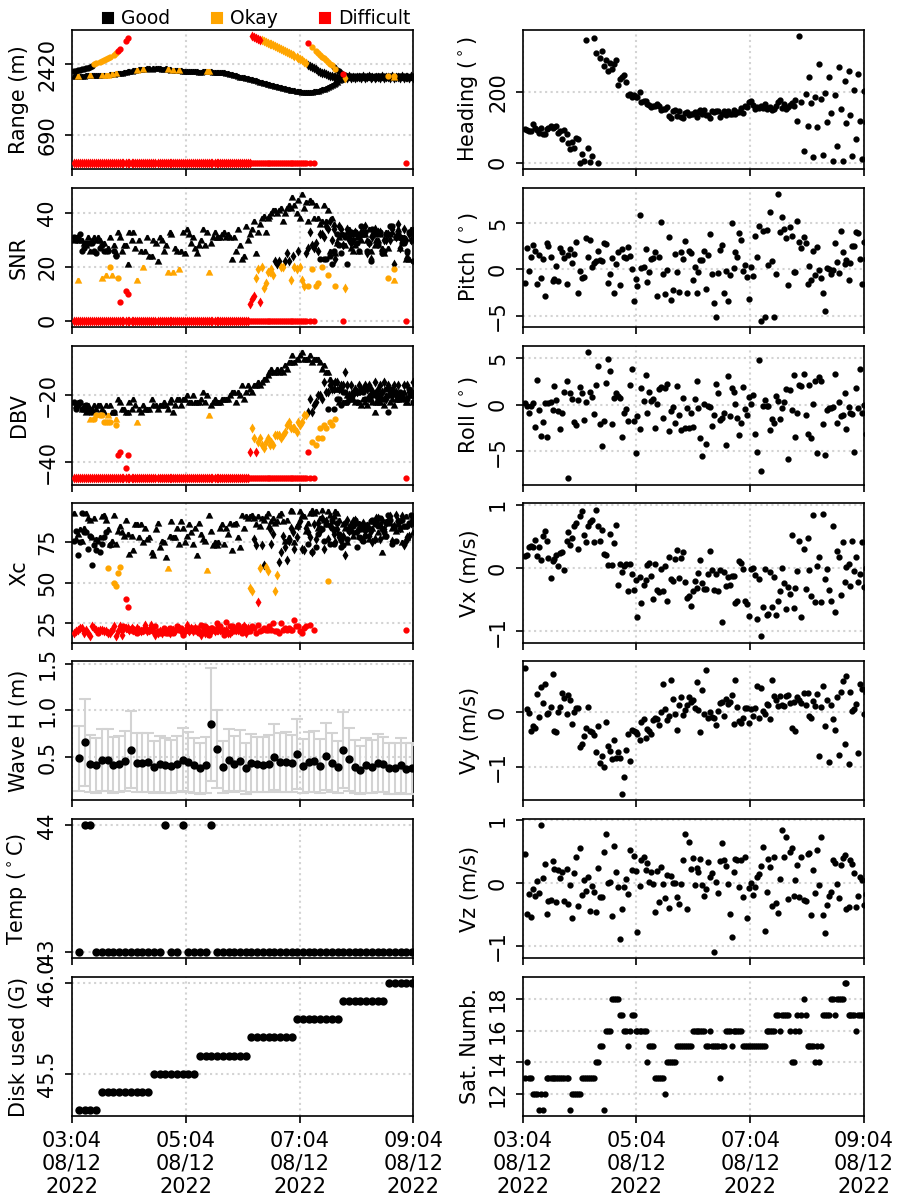 Good Okay Difficult
Range (m)
2420
690
Heading (°)
200
0
SNR
40
20
0
Pitch (°)
5
0
−5
DBV
−20
−40
Roll (°)
5
0
−5
Xc
75
50
25
Vx (m/s)
1
0
−1
Wave H (m)
1.5
1.0
0.5
Vy (m/s)
0
−1
Temp (°C)
44
43
Vz (m/s)
1
0
−1
Disk used (G)
46.0
45.5
Sat. Numb.
18
16
14
12
03:04 05:04 07:04 09:04 03:04 05:04 07:04 09:04
08/12 08/12 08/12 08/12 08/12 08/12 08/12 08/12
2022 2022 2022 2022 2022 2022 2022 2022